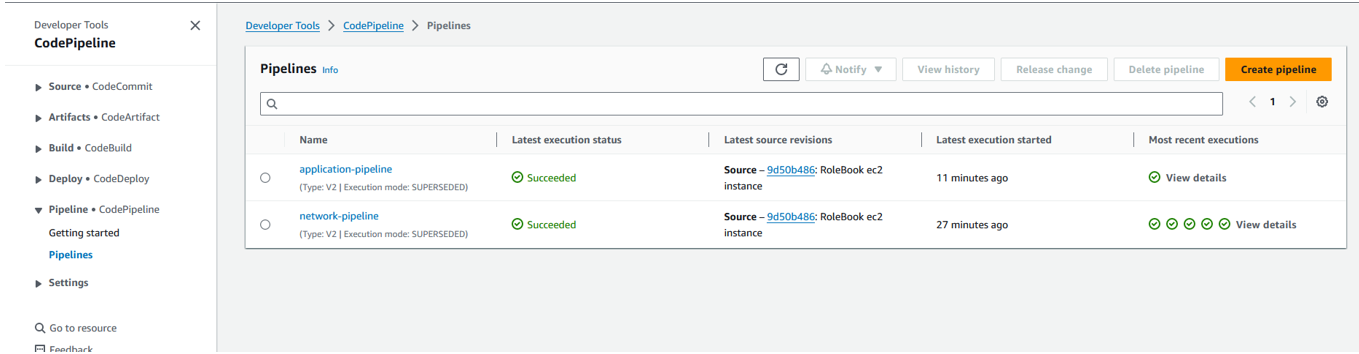 Developer Tools
CodePipeline
Source • CodeCommit
Artifacts • CodeArtifact
Build • CodeBuild
Deploy • CodeDeploy
Pipeline • CodePipeline
Getting started
Pipelines
Settings
Go to resource
Feedback
Developer Tools > CodePipeline > Pipelines
Pipelines Info
Notify View history Release change Delete pipeline Create pipeline
1
Name Latest execution status Latest source revisions Latest execution started Most recent executions
application-pipeline
(Type: V2 | Execution mode: SUPERSEDED)
Succeeded
Source – 9d50b486: RoleBook ec2
instance
11 minutes ago
View details
network-pipeline
(Type: V2 | Execution mode: SUPERSEDED)
Succeeded
Source – 9d50b486: RoleBook ec2
instance
27 minutes ago
View details